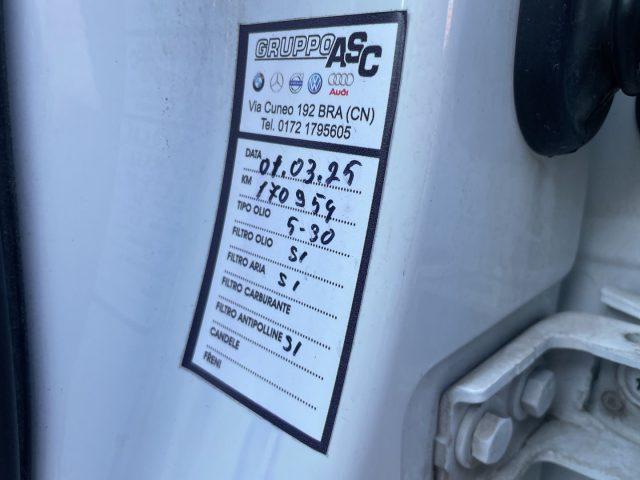 GRUPPO ASC
Audi
Via Cuneo 192 BRA (CN)
Tel. 0172 1795605
DATA 01.03.25
KM 170954
TIPO OLIO 5-30
FILTRO OLIO SI
FILTRO ARIA SI
FILTRO CARBURANTE
FILTRO ANTIPOLLINE SI
CANDELE
FRENI